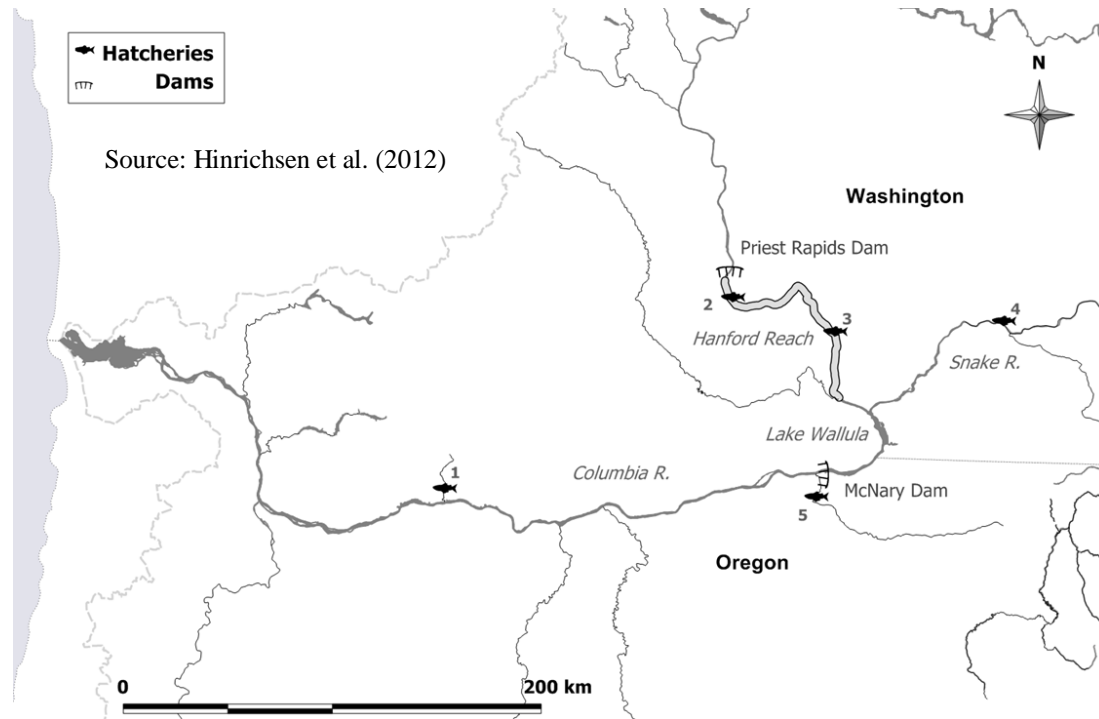 Hatcheries
Dams
N
Source: Hinrichsen et al. (2012)
Washington
Priest Rapids Dam
2
3
4
Hanford Reach
Snake R.
Lake Wallula
1
Columbia R.
McNary Dam
5
Oregon
0
200 km